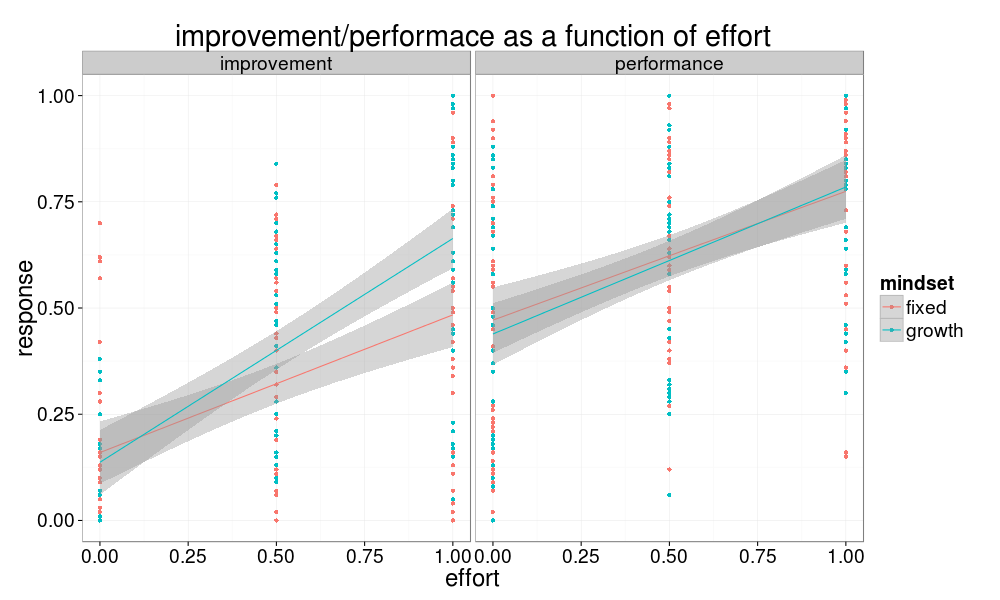 improvement/performace as a function of effort
improvement
performance
1.00
0.75
0.50
0.25
0.00
response
0.00 0.25 0.50 0.75 1.00
0.00 0.25 0.50 0.75 1.00
effort
mindset
fixed
growth